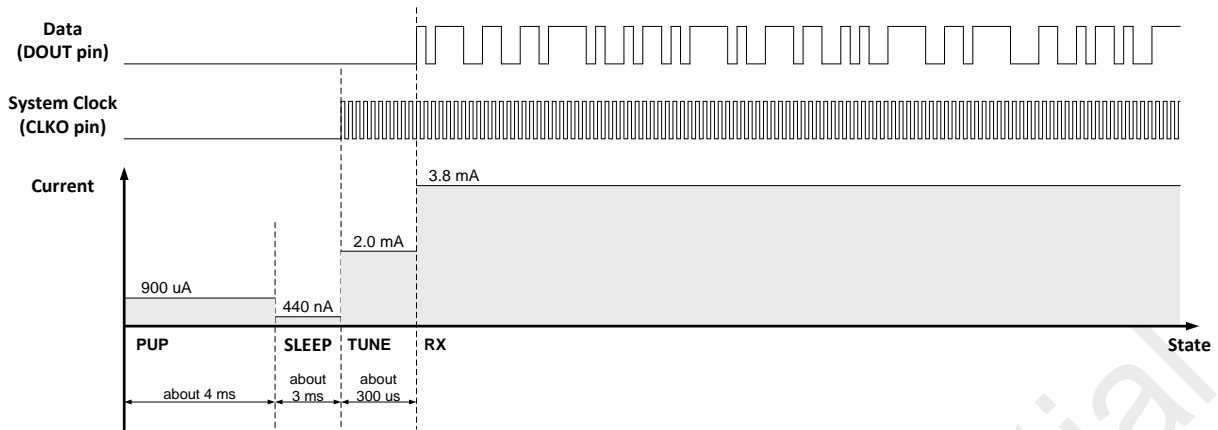 Data
(DOUT pin)
System Clock
(CLKO pin)
Current
3.8 mA
2.0 mA
900 uA
440 nA
PUP
SLEEP
TUNE
RX
State
about 4 ms
about
3 ms
about
300 us